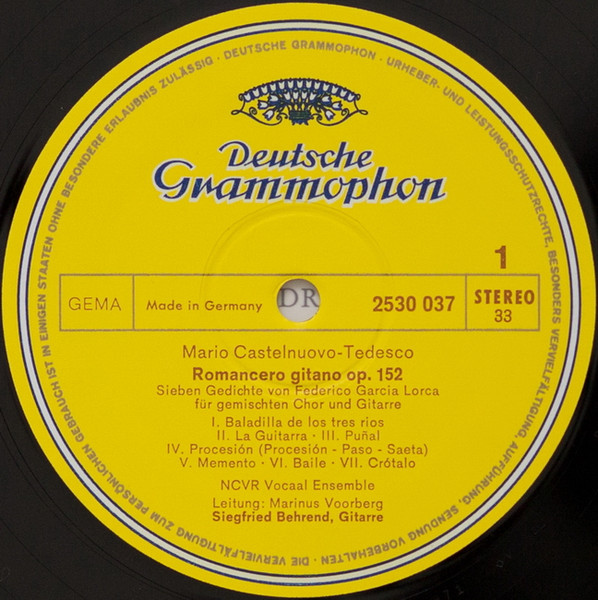 DEUTSCHE GRAMMOPHON · URHEBER- UND LEISTUNGSSCHUTZRECHTE, BESONDERS VERVIELFÄLTIGUNG, AUFFÜHRUNG, SENDUNG VORBEHALTEN · DIE VERVIELFÄLTIGUNG ZUM PERSÖNLICHEN GEBRAUCH IST IN EINIGEN STAATEN OHNE BESONDERE ERLAUBNIS ZULÄSSIG ·
Deutsche
Grammophon
1
GEMA
Made in Germany
DR
2530 037
STEREO
33
Mario Castelnuovo-Tedesco
Romancero gitano op. 152
Sieben Gedichte von Federico Garcia Lorca
für gemischten Chor und Gitarre
I. Baladilla de los tres rios
II. La Guitarra · III. Puñal
IV. Procesión (Procesión - Paso - Saeta)
V. Memento · VI. Baile · VII. Crótalo
NCVR Vocaal Ensemble
Leitung: Marinus Voorberg
Siegfried Behrend, Gitarre